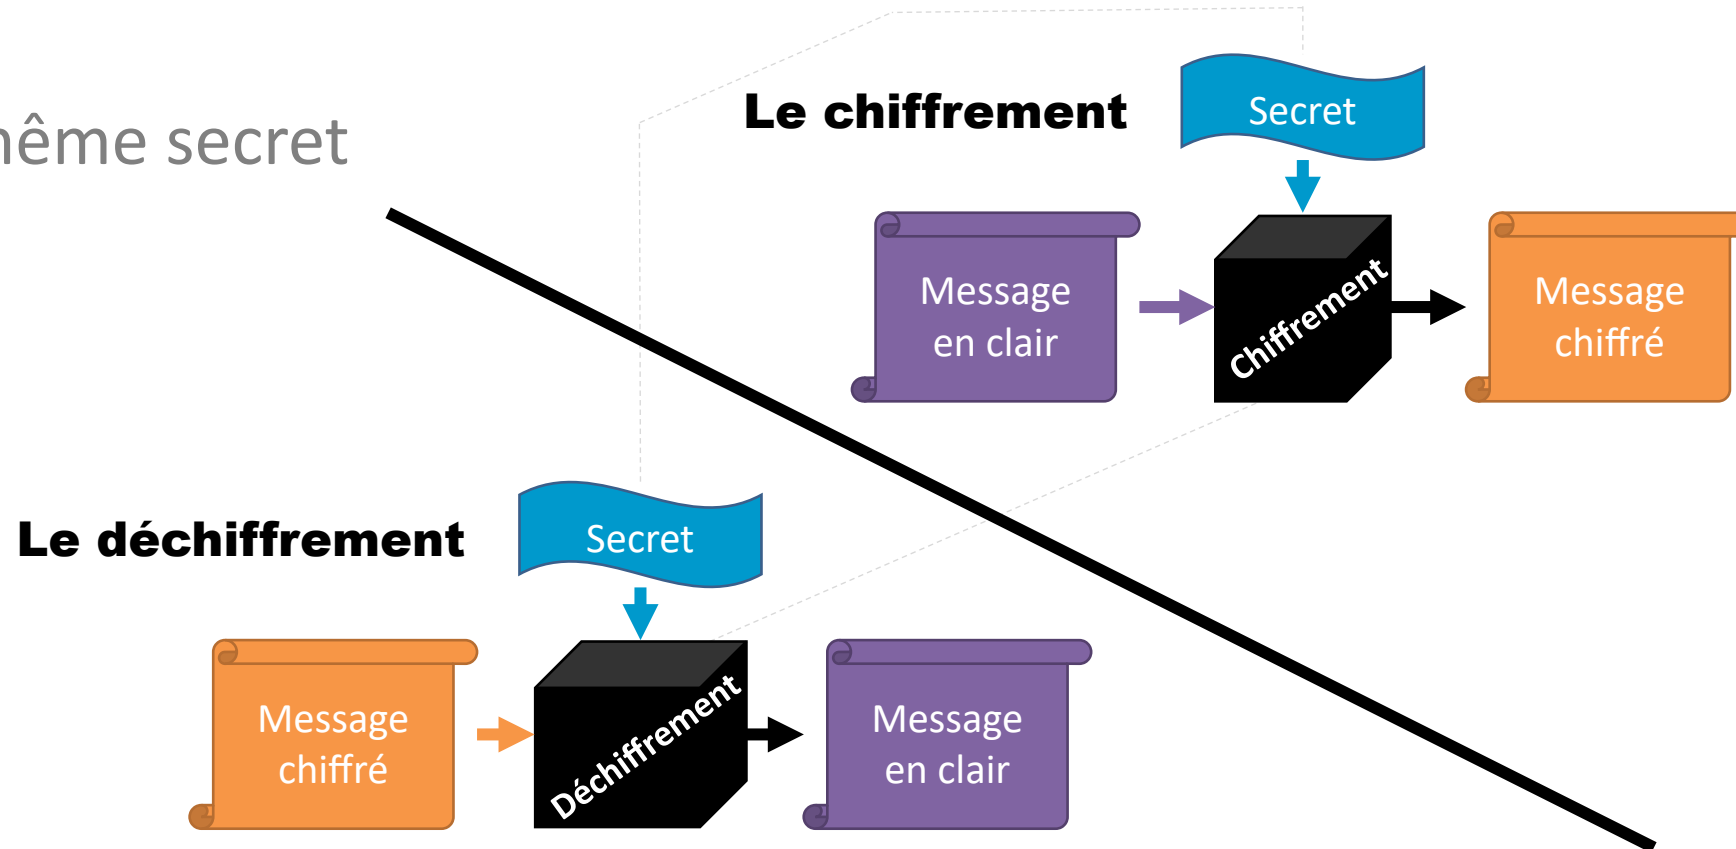 même secret
Le chiffrement
Secret
Message
en clair
Chiffrement
Message
chiffré
Le déchiffrement
Secret
Message
chiffré
Déchiffrement
Message
en clair